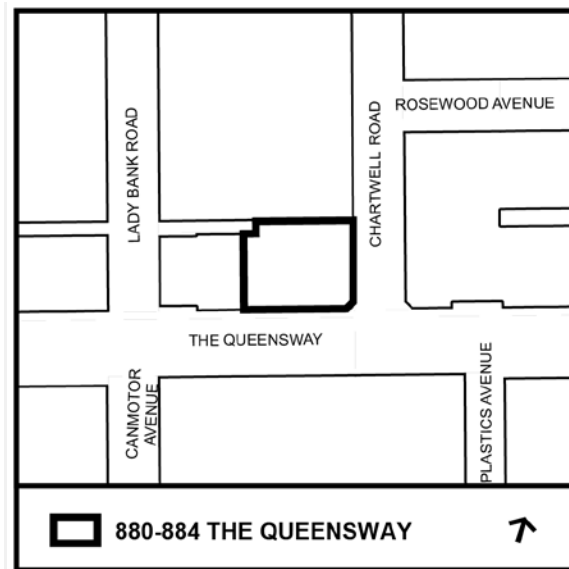 ROSEWOOD AVENUE
LADY BANK ROAD
CHARTWELL ROAD
THE QUEENSWAY
CANMOTOR
AVENUE
PLASTICS AVENUE
880-884 THE QUEENSWAY